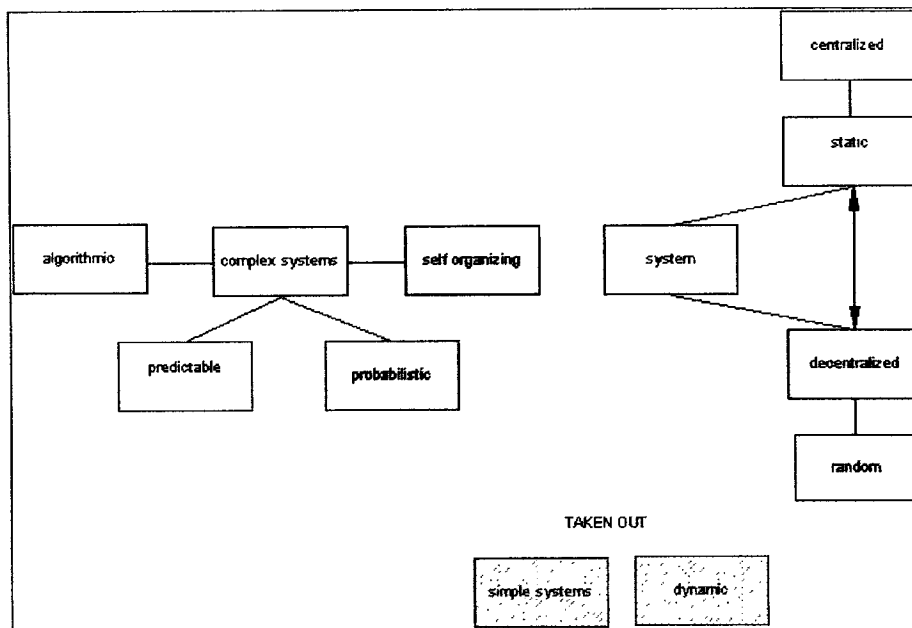 centralized
static
algorithmic
complex systems
self organizing
system
predictable
probabilistic
decentralized
random
TAKEN OUT
simple systems
dynamic